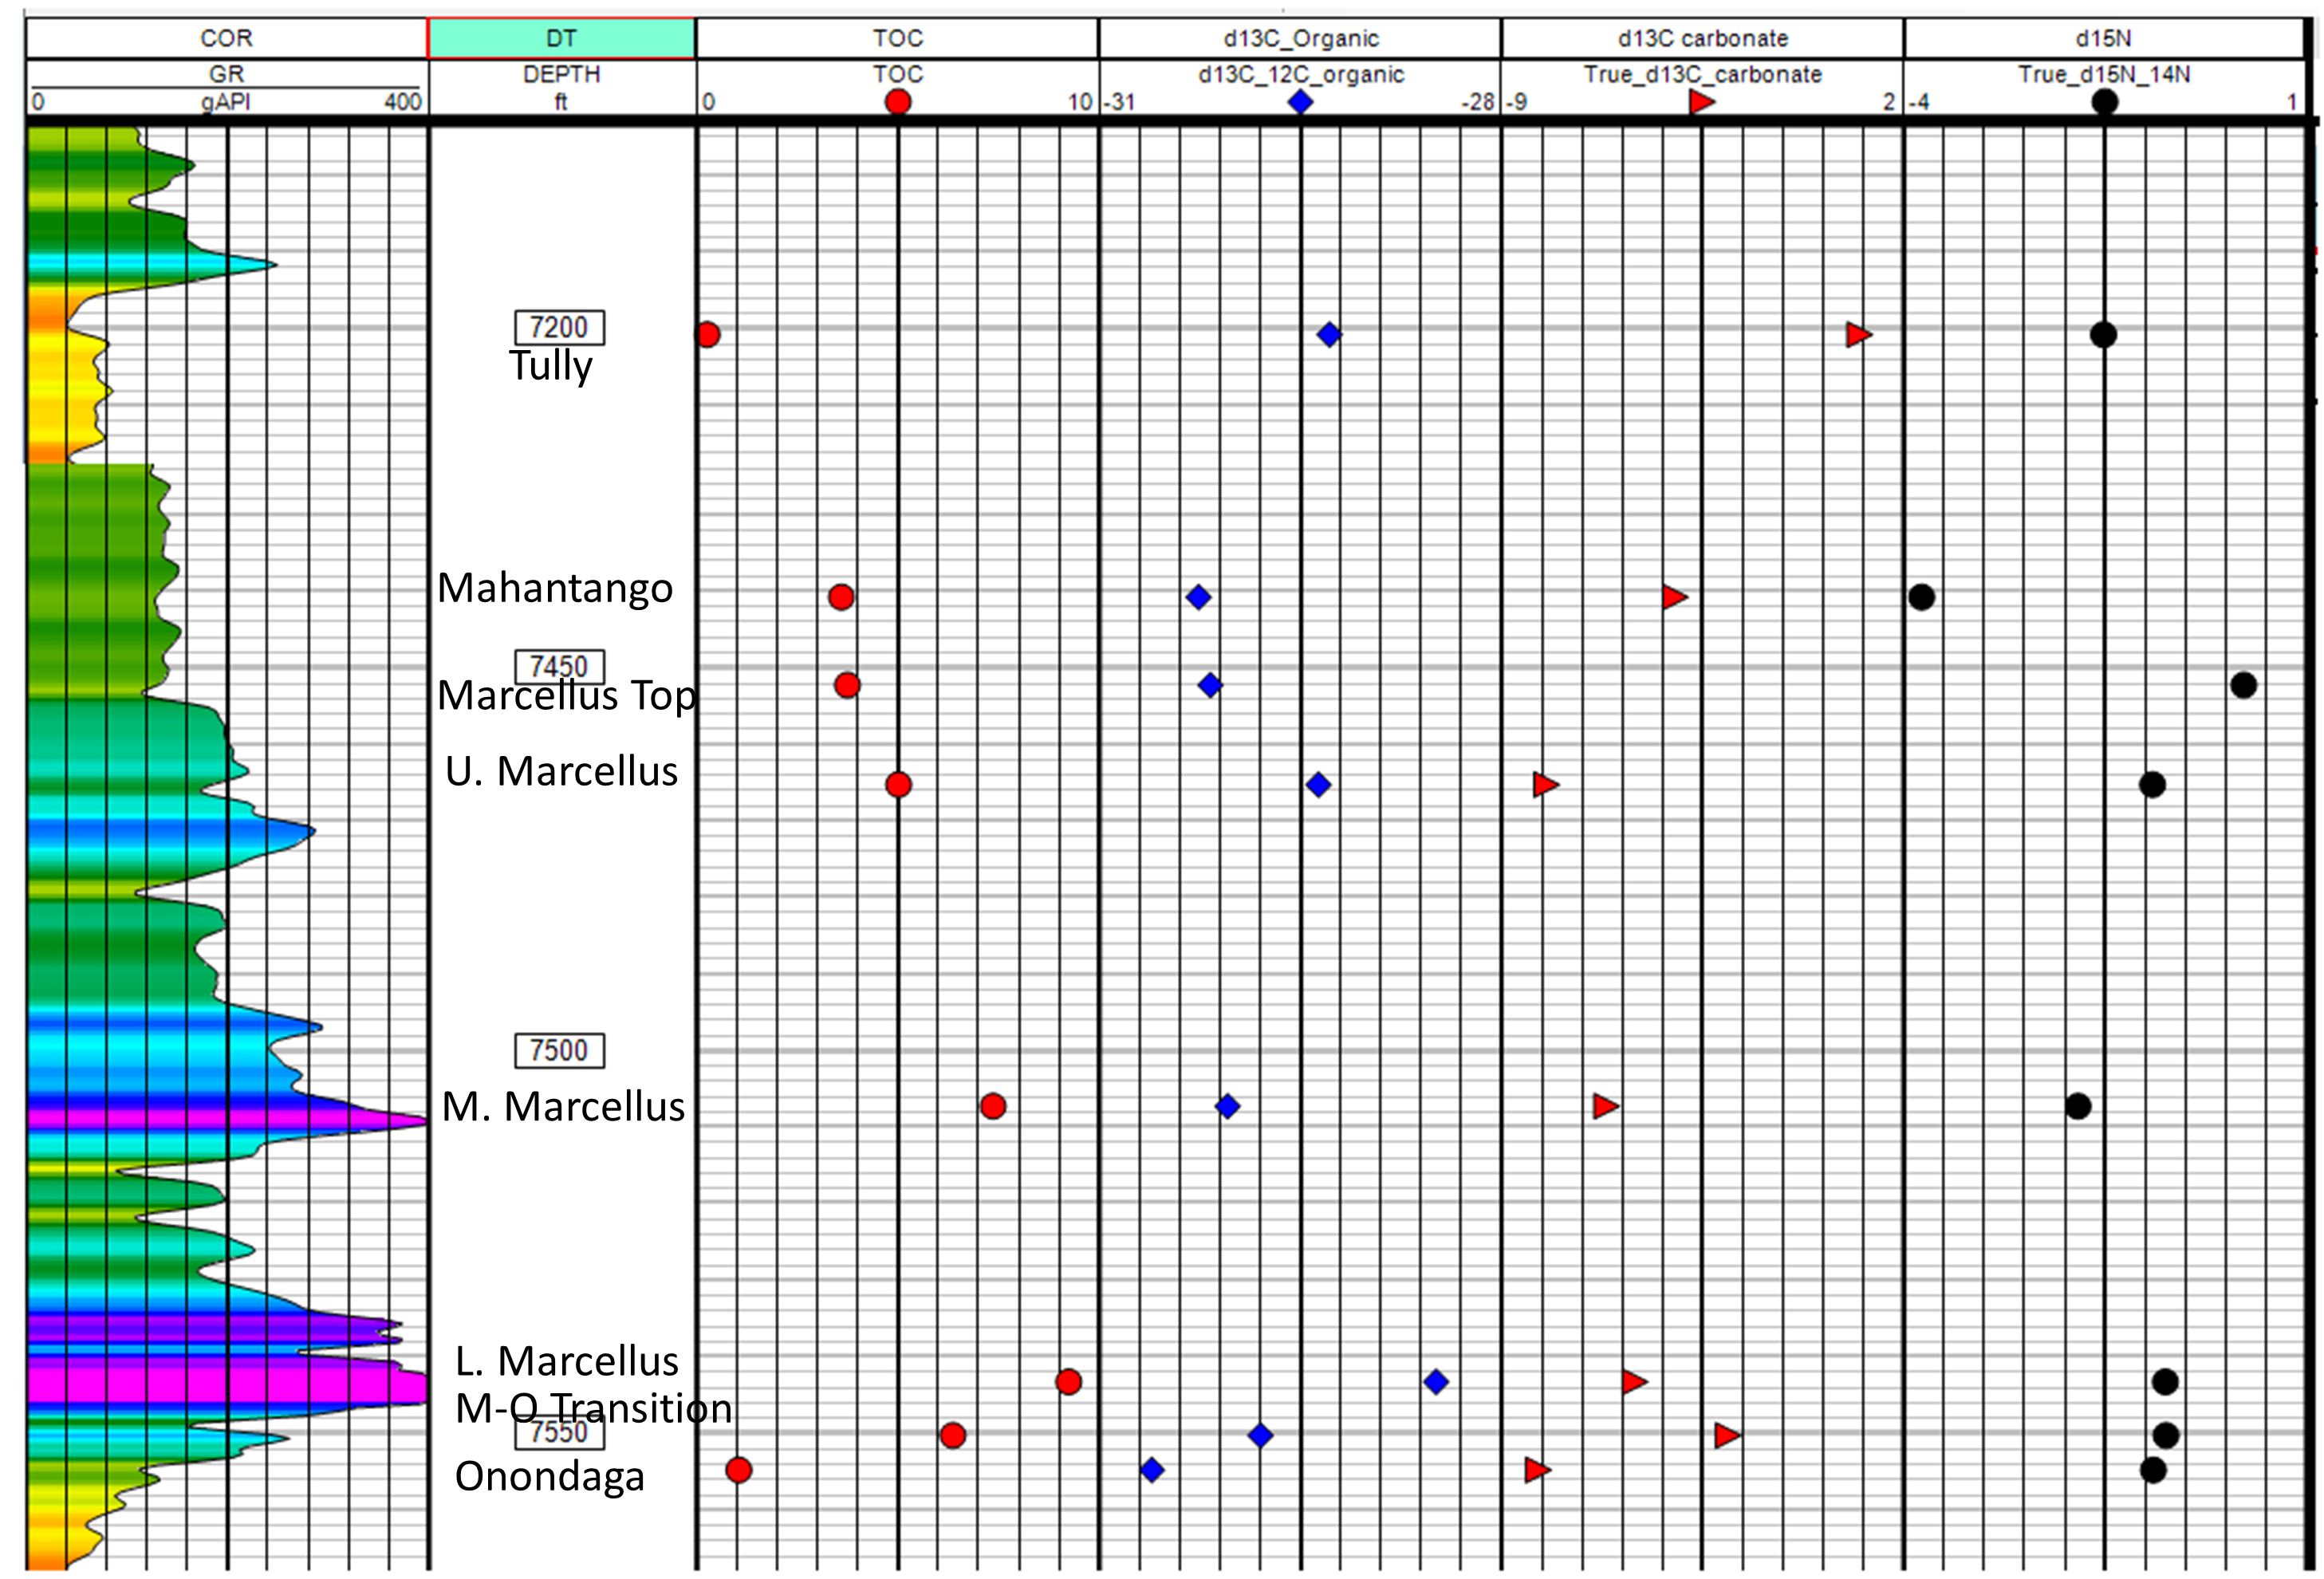 COR DT TOC d13C_Organic d13C carbonate d15N
GR DEPTH TOC d13C_12C_organic True_d13C_carbonate True_d15N_14N
0 gAPI 400 ft 0 10 -31 -28 -9 2 -4 1
7200
Tully
Mahantango
7450
Marcellus Top
U. Marcellus
7500
M. Marcellus
L. Marcellus
M-O Transition
7550
Onondaga